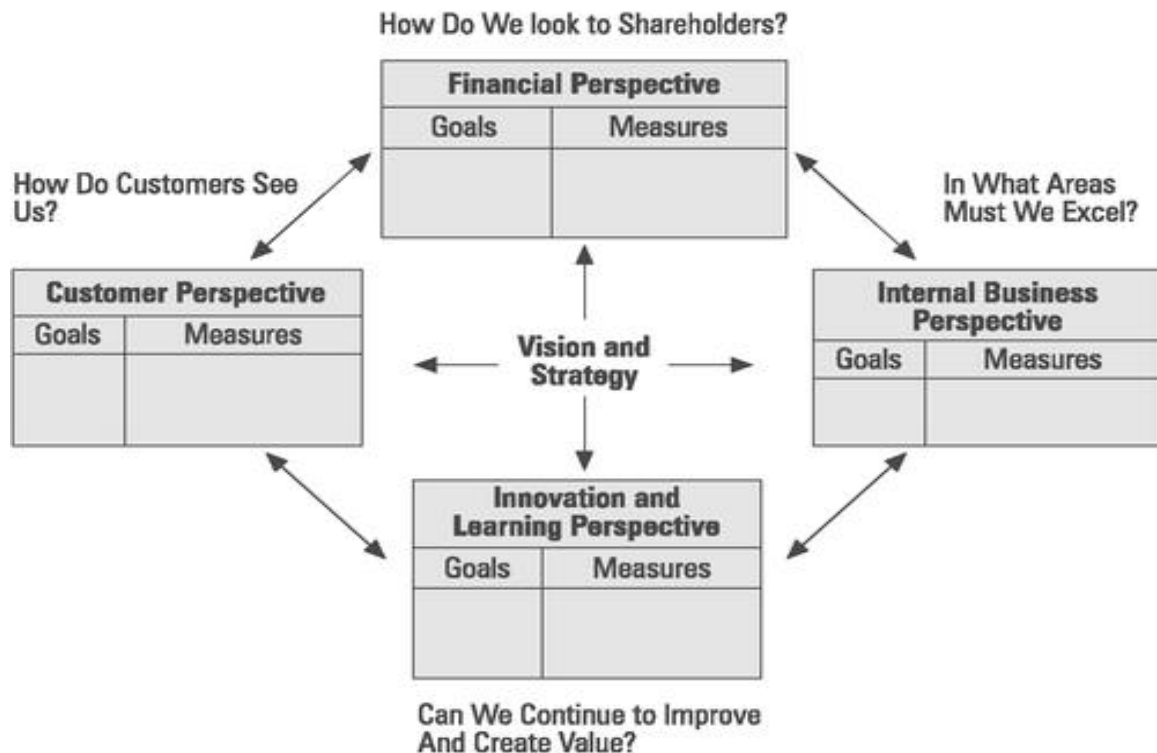 How Do We look to Shareholders?
Financial Perspective
Goals Measures
How Do Customers See
Us?
In What Areas
Must We Excel?
Customer Perspective
Goals Measures
Vision and
Strategy
Internal Business
Perspective
Goals Measures
Innovation and
Learning Perspective
Goals Measures
Can We Continue to Improve
And Create Value?